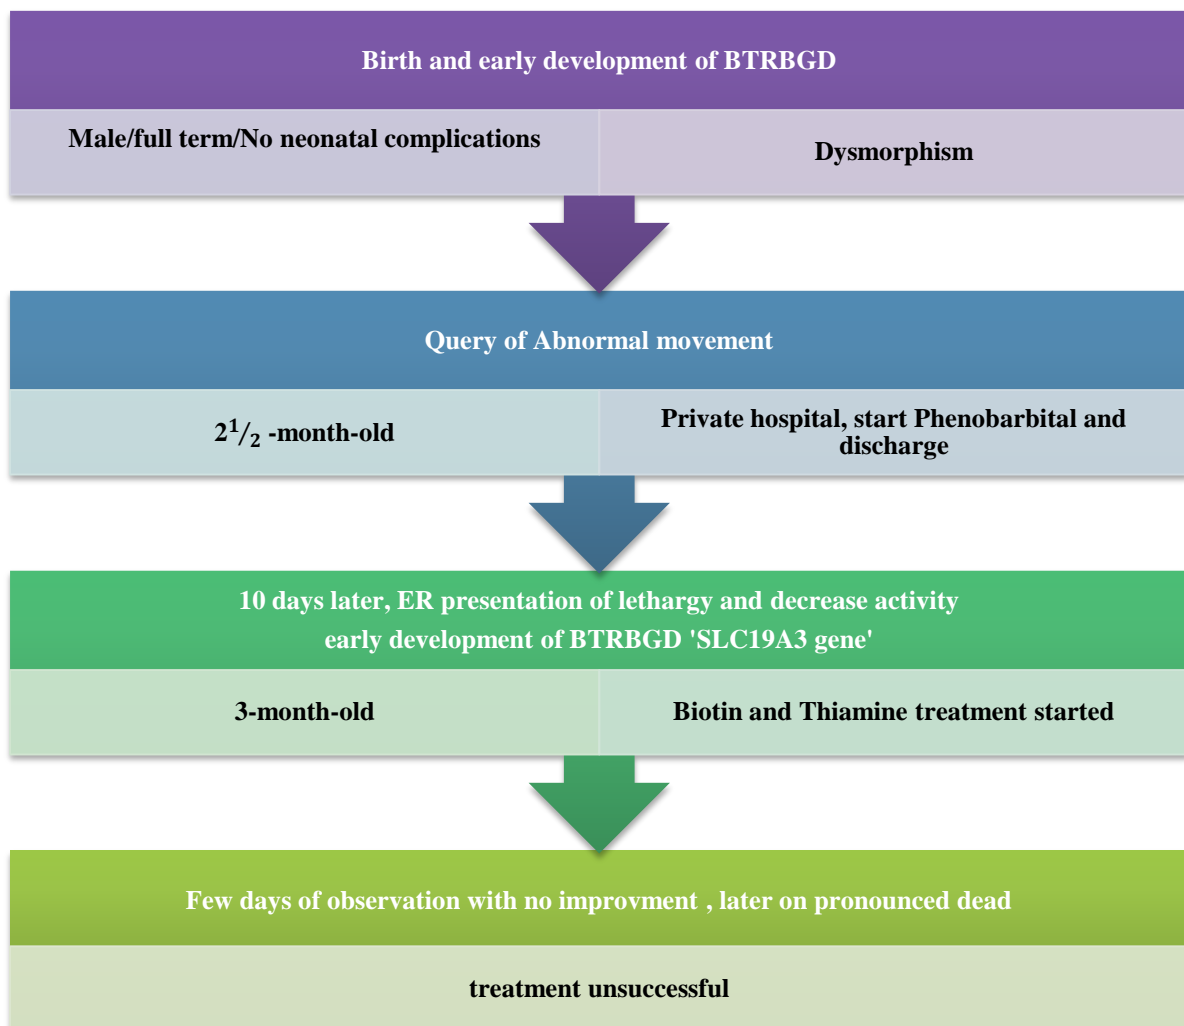 Birth and early development of BTRBGD
Male/full term/No neonatal complications
Dysmorphism
Query of Abnormal movement
2 1/2 -month-old
Private hospital, start Phenobarbital and
discharge
10 days later, ER presentation of lethargy and decrease activity
early development of BTRBGD 'SLC19A3 gene'
3-month-old
Biotin and Thiamine treatment started
Few days of observation with no improvment , later on pronounced dead
treatment unsuccessful